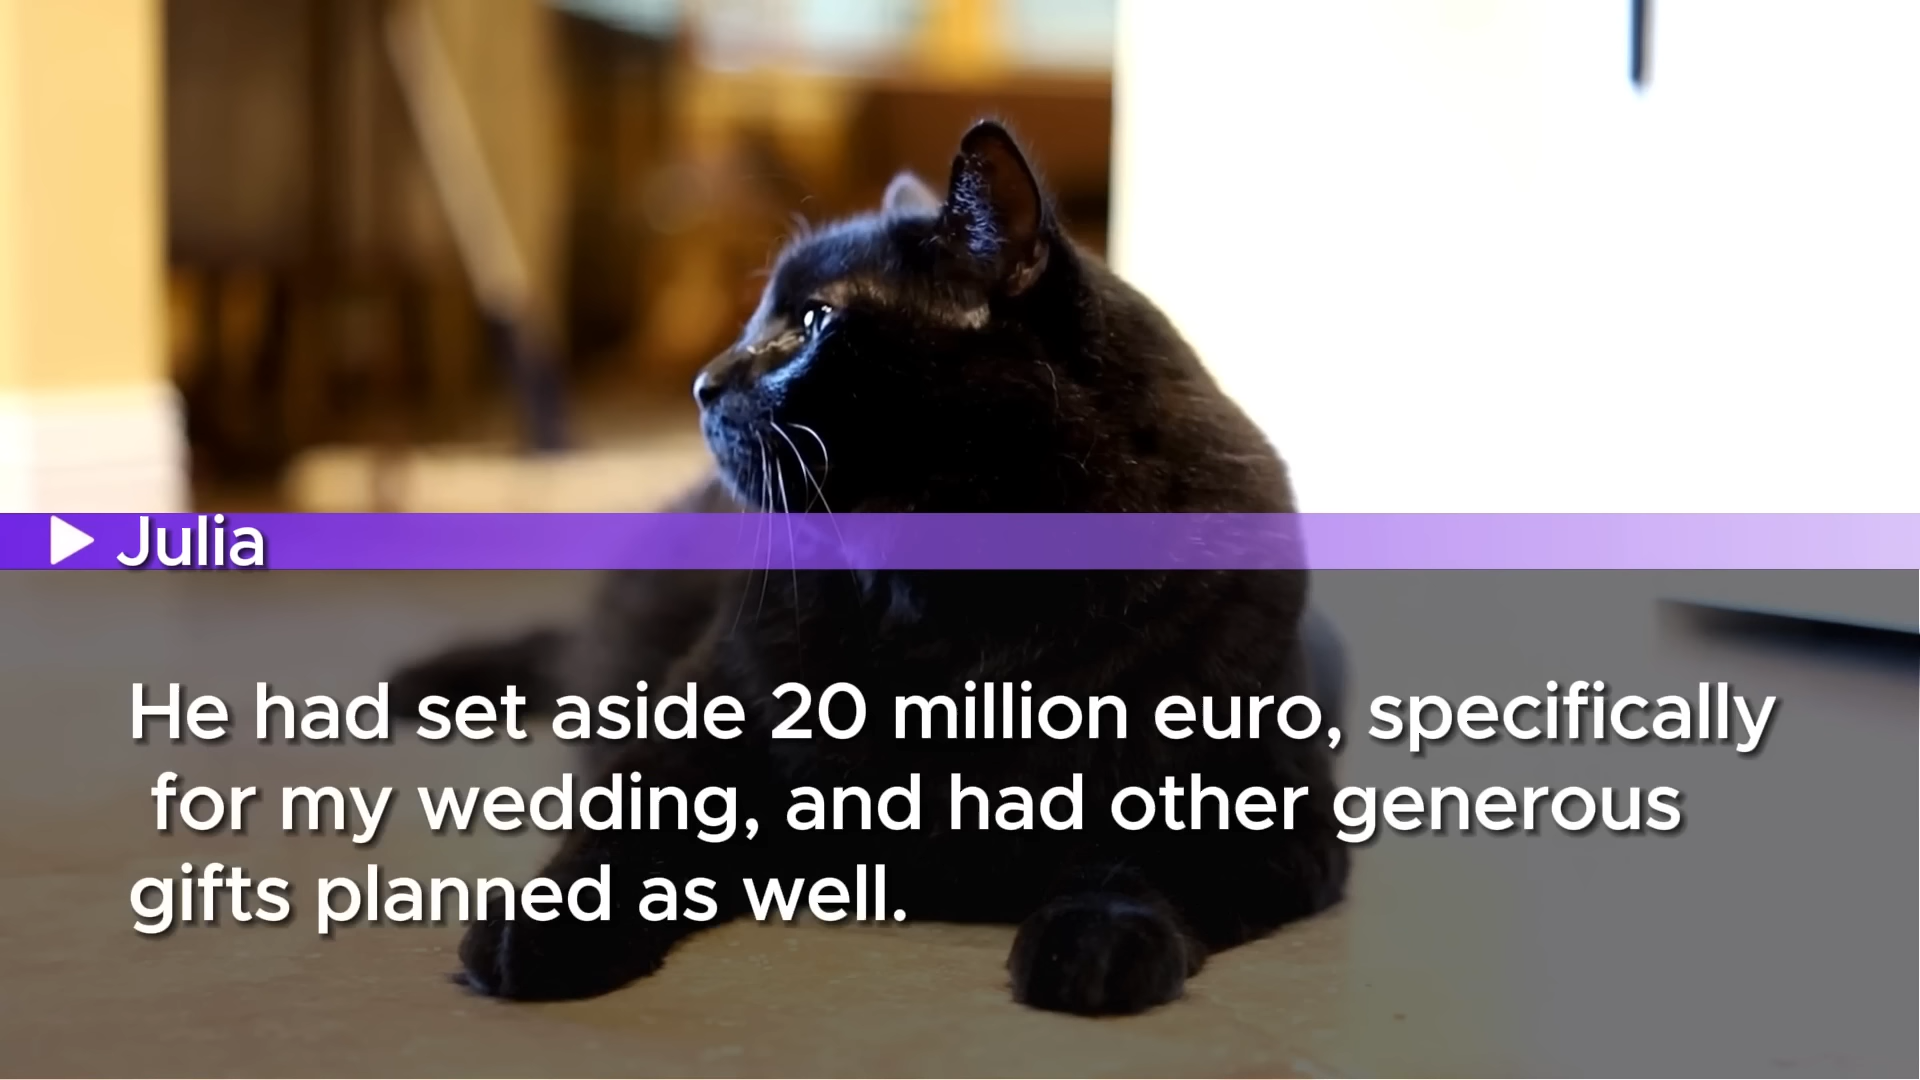 Julia
He had set aside 20 million euro, specifically
for my wedding, and had other generous
gifts planned as well.